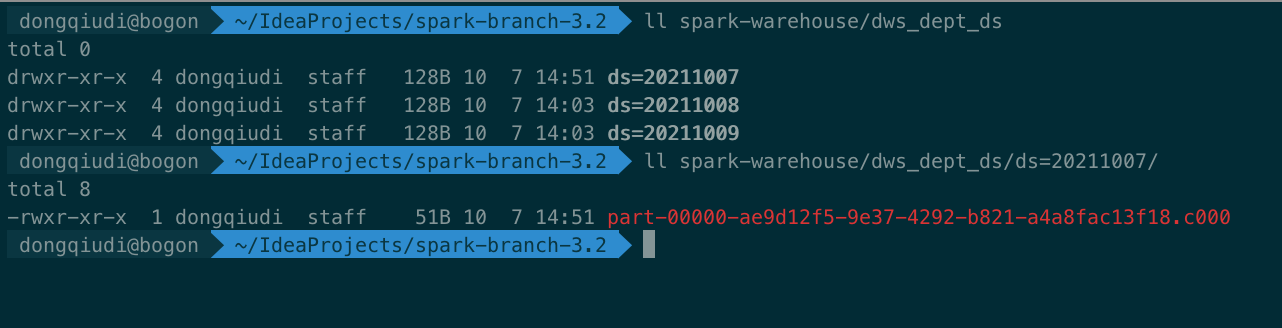 dongqiudi@bogon ~/IdeaProjects/spark-branch-3.2 ll spark-warehouse/dws_dept_ds
total 0
drwxr-xr-x 4 dongqiudi staff 128B 10 7 14:51 ds=20211007
drwxr-xr-x 4 dongqiudi staff 128B 10 7 14:03 ds=20211008
drwxr-xr-x 4 dongqiudi staff 128B 10 7 14:03 ds=20211009
dongqiudi@bogon ~/IdeaProjects/spark-branch-3.2 ll spark-warehouse/dws_dept_ds/ds=20211007/
total 8
-rwxr-xr-x 1 dongqiudi staff 51B 10 7 14:51 part-00000-ae9d12f5-9e37-4292-b821-a4a8fac13f18.c000
dongqiudi@bogon ~/IdeaProjects/spark-branch-3.2